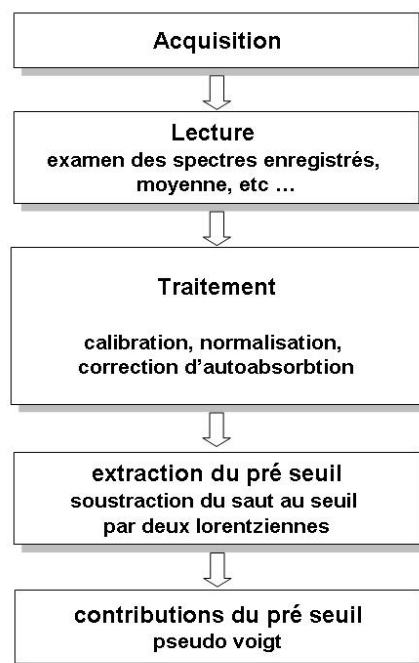 Acquisition
Lecture
examen des spectres enregistrés,
moyenne, etc ...
Traitement
calibration, normalisation,
correction d'autoabsorbtion
extraction du pré seuil
soustraction du saut au seuil
par deux lorentziennes
contributions du pré seuil
pseudo voigt